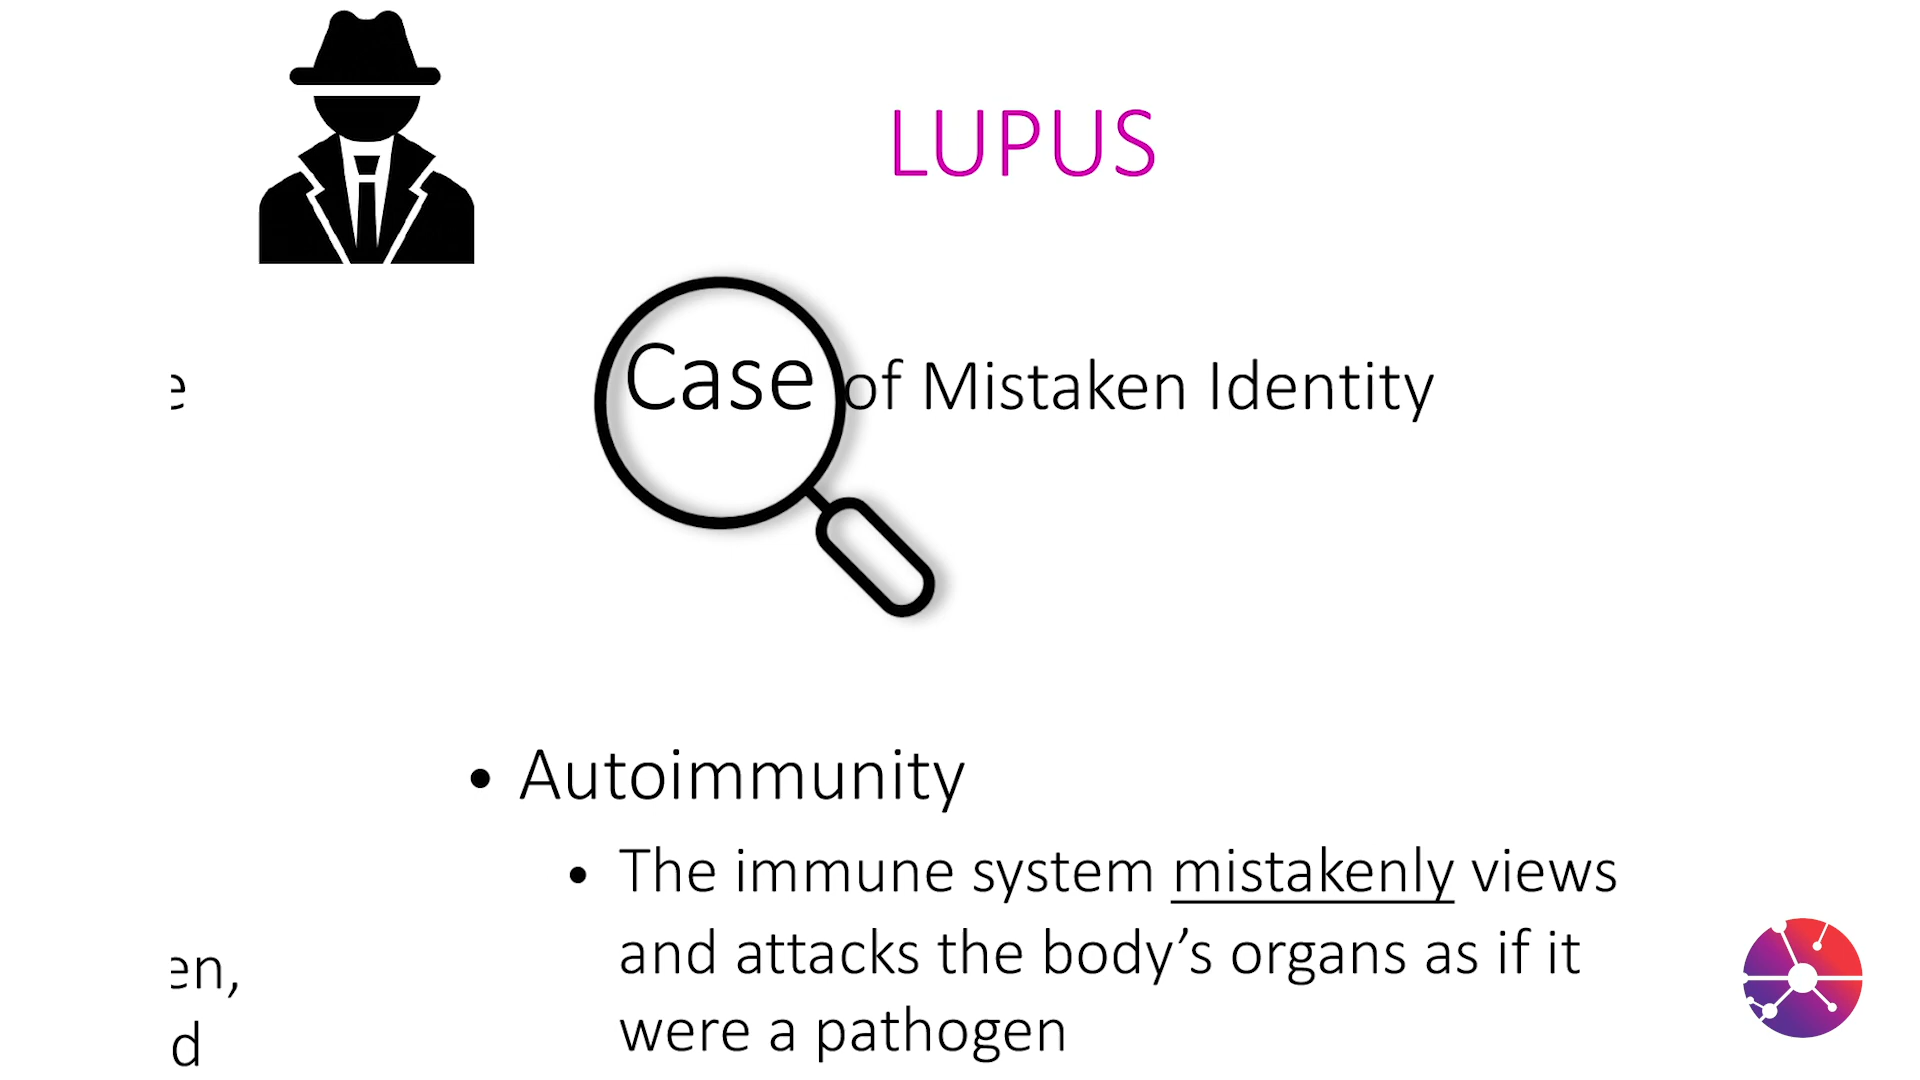 LUPUS
e
Case of Mistaken Identity
• Autoimmunity
• The immune system mistakenly views
and attacks the body’s organs as if it
were a pathogen
en,
d